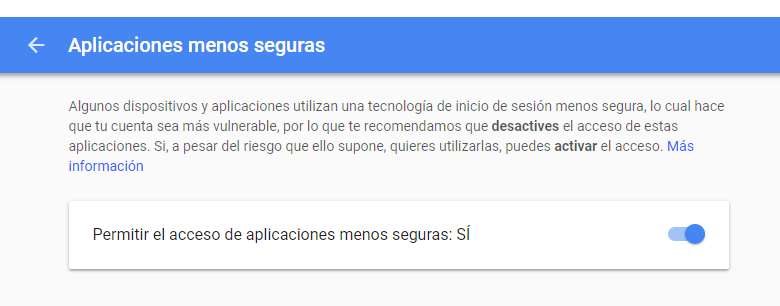 Aplicaciones menos seguras
Algunos dispositivos y aplicaciones utilizan una tecnología de inicio de sesión menos segura, lo cual hace
que tu cuenta sea más vulnerable, por lo que te recomendamos que desactives el acceso de estas
aplicaciones. Si, a pesar del riesgo que ello supone, quieres utilizarlas, puedes activar el acceso. Más
información
Permitir el acceso de aplicaciones menos seguras: SÍ